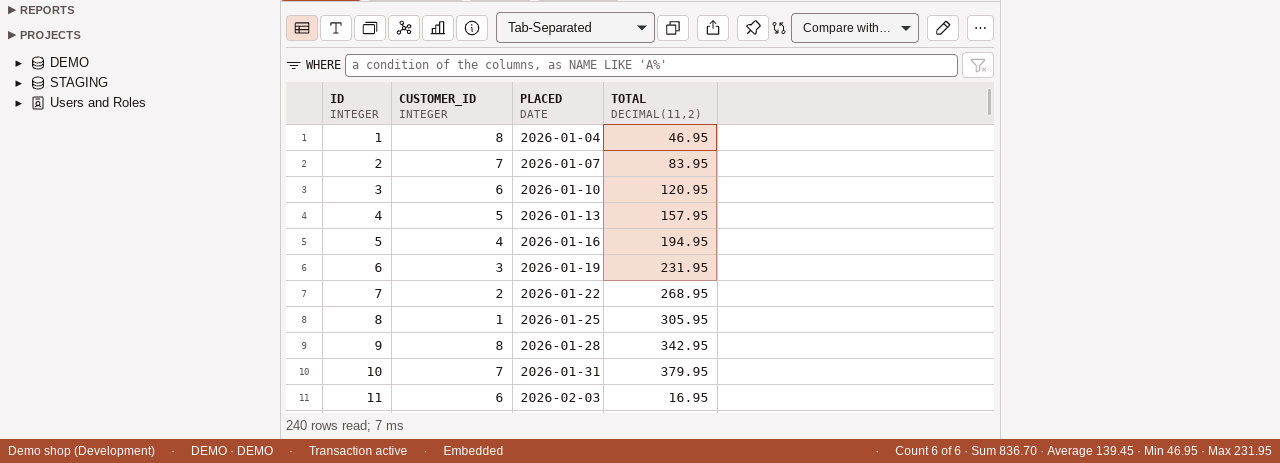 REPORTS
PROJECTS
DEMO
STAGING
Users and Roles
Tab-Separated
Compare with…
WHERE a condition of the columns, as NAME LIKE 'A%'
ID CUSTOMER_ID PLACED TOTAL
INTEGER INTEGER DATE DECIMAL(11,2)
1 1 8 2026-01-04 46.95
2 2 7 2026-01-07 83.95
3 3 6 2026-01-10 120.95
4 4 5 2026-01-13 157.95
5 5 4 2026-01-16 194.95
6 6 3 2026-01-19 231.95
7 7 2 2026-01-22 268.95
8 8 1 2026-01-25 305.95
9 9 8 2026-01-28 342.95
10 10 7 2026-01-31 379.95
11 11 6 2026-02-03 16.95
240 rows read; 7 ms
Demo shop (Development) · DEMO · DEMO · Transaction active · Embedded · Count 6 of 6 · Sum 836.70 · Average 139.45 · Min 46.95 · Max 231.95